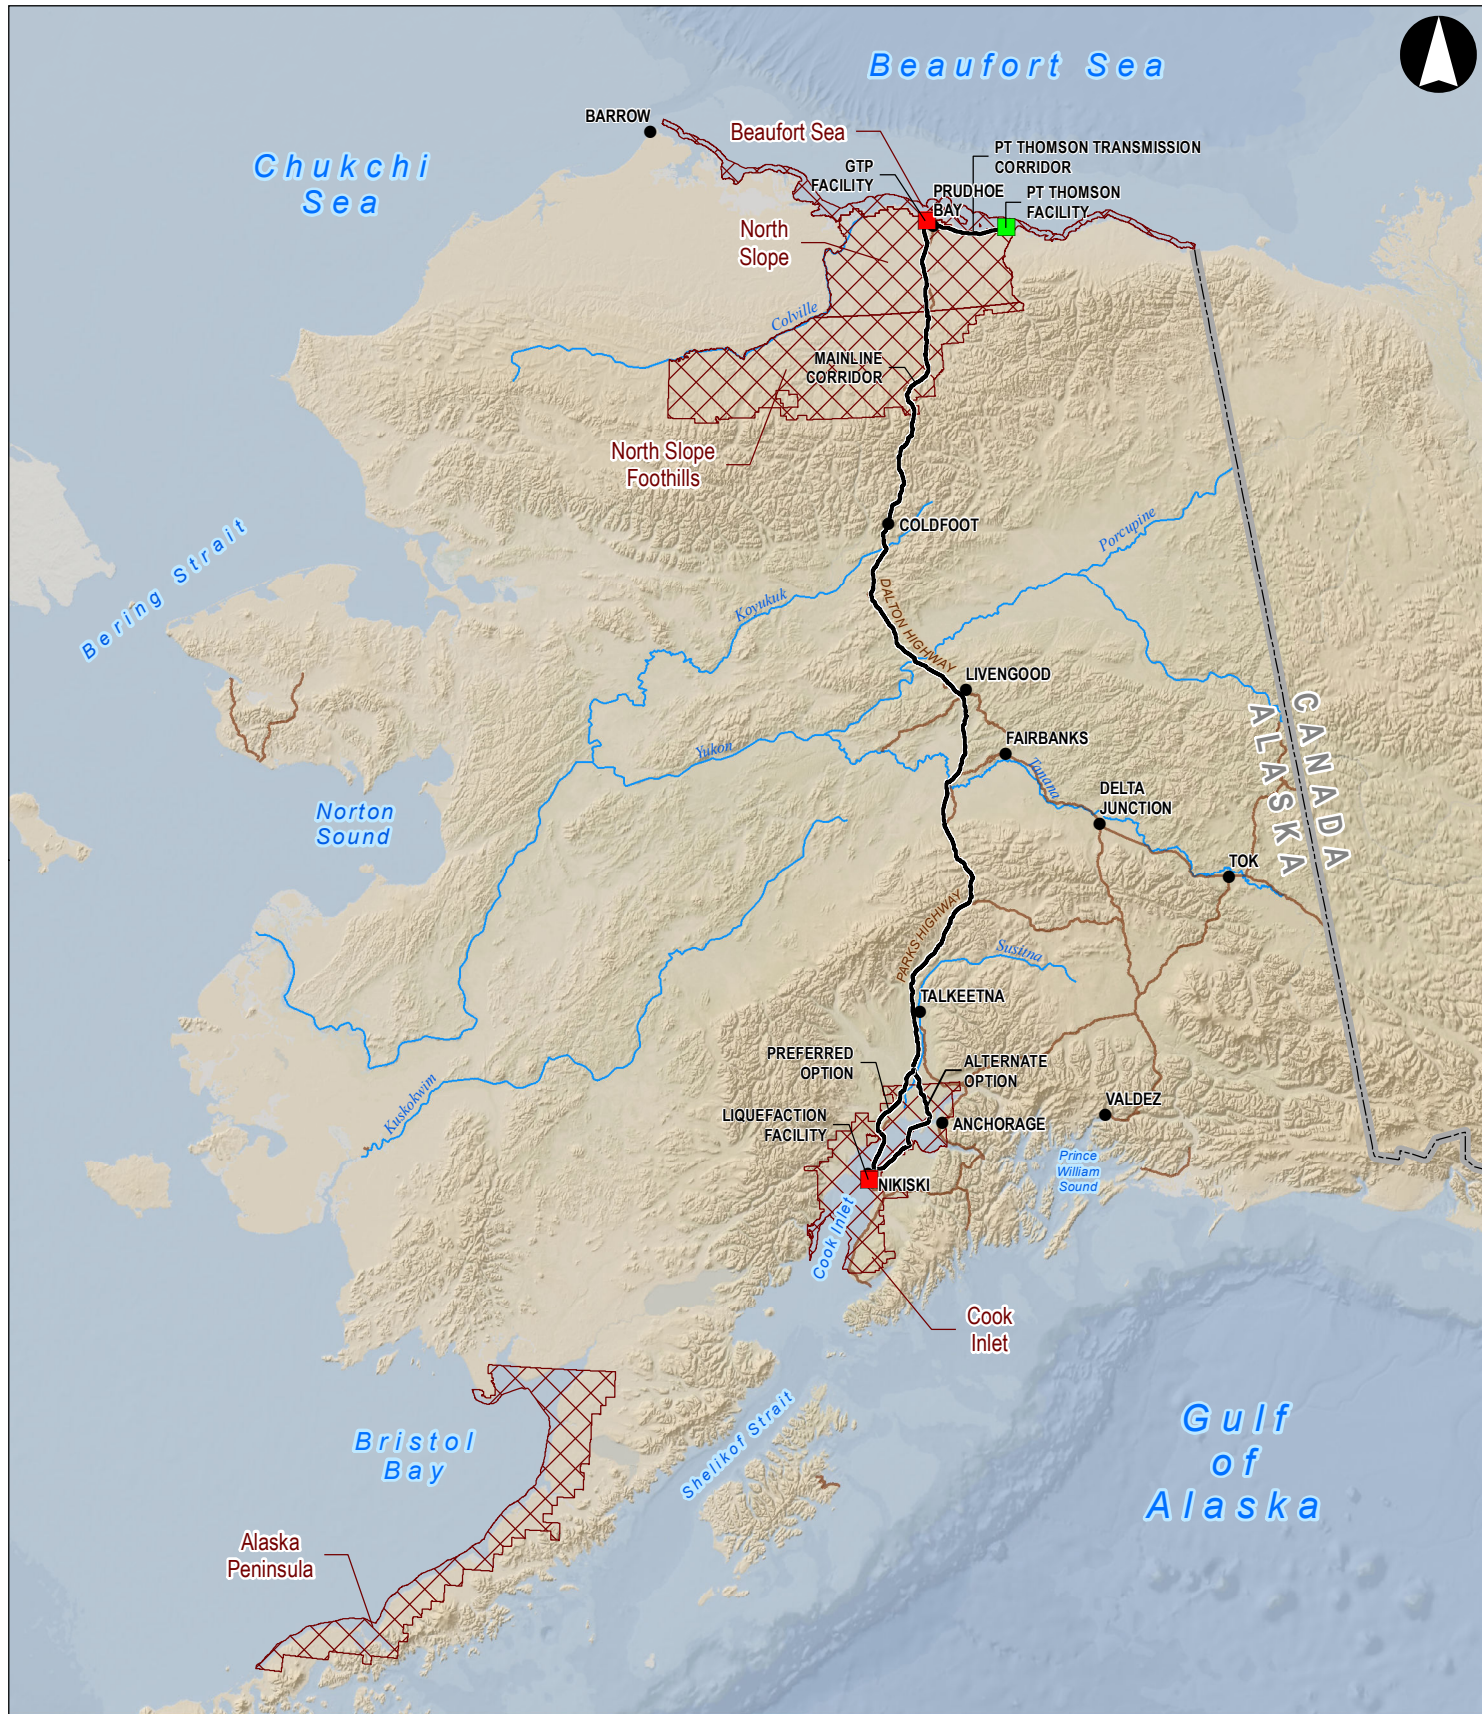 Beaufort Sea
BARROW
Beaufort Sea
Chukchi
Sea
PT THOMSON TRANSMISSION
CORRIDOR
GTP
FACILITY
PRUDHOE
BAY
PT THOMSON
FACILITY
North
Slope
Colville
MAINLINE
CORRIDOR
North Slope
Foothills
COLDFOOT
Porcupine
Bering Strait
Koyukuk
DALTON HIGHWAY
LIVENGOOD
CANADA
ALASKA
Yukon
FAIRBANKS
Tanana
DELTA
JUNCTION
Norton
Sound
TOK
PARKS HIGHWAY
Susitna
TALKEETNA
PREFERRED
OPTION
ALTERNATE
OPTION
Kuskokwim
LIQUEFACTION
FACILITY
VALDEZ
ANCHORAGE
Prince
William
Sound
NIKISKI
Cook Inlet
Cook
Inlet
Shelikof Strait
Gulf
of
Alaska
Bristol
Bay
Alaska
Peninsula